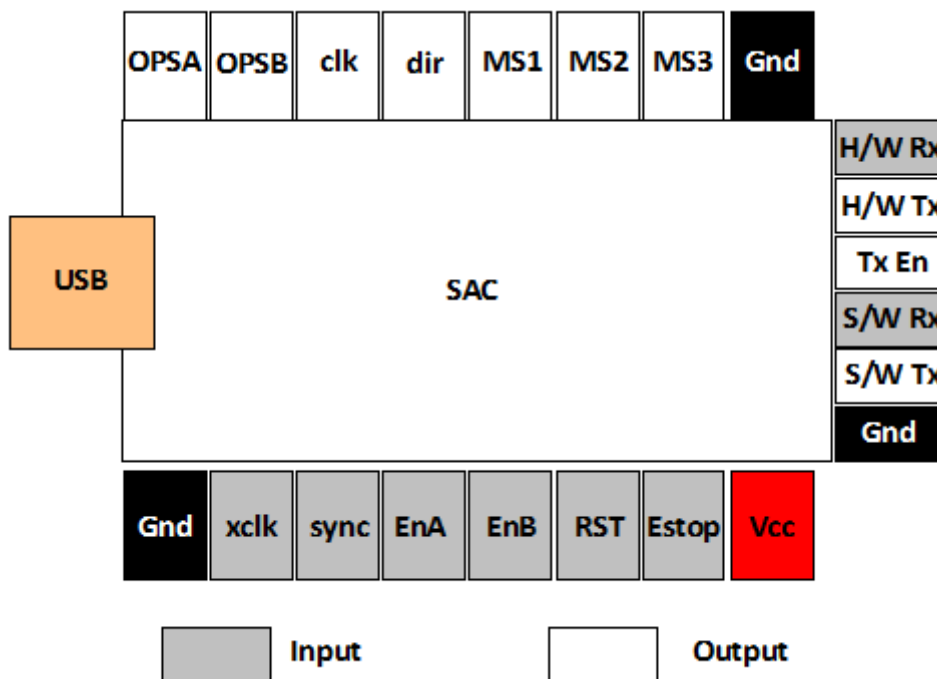 OPSA OPSB clk dir MS1 MS2 MS3 Gnd
H/W Rx
H/W Tx
Tx En
S/W Rx
S/W Tx
Gnd
USB
SAC
Gnd xclk sync EnA EnB RST Estop Vcc
Input Output